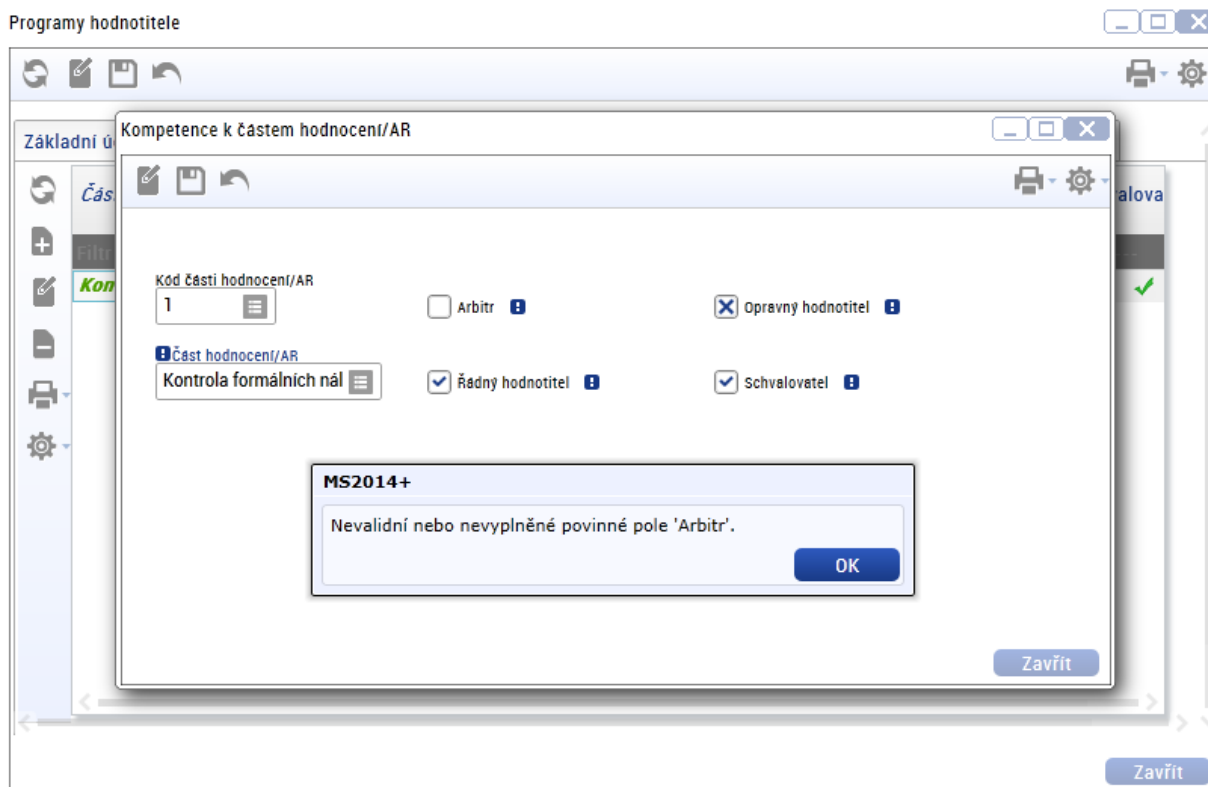 Programy hodnotitele
Kompetence k částem hodnocení/AR
Základní ú
Čás
alova
Filtr
Kon
Kód části hodnocení/AR
1
Arbitr
Opravný hodnotitel
Část hodnocení/AR
Kontrola formálních nál
Řádný hodnotitel
Schvalovatel
MS2014+
Nevalidní nebo nevyplněné povinné pole 'Arbitr'.
OK
Zavřít
Zavřít